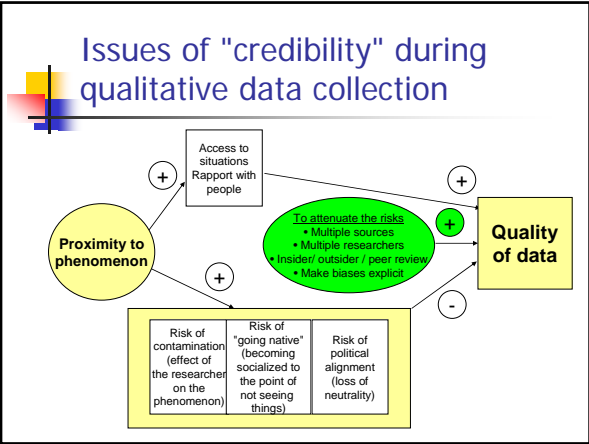 Issues of "credibility" during
qualitative data collection
Access to
situations
Rapport with
people
+
+
To attenuate the risks
• Multiple sources
• Multiple researchers
• Insider/ outsider / peer review
• Make biases explicit
+
Quality
of data
Proximity to
phenomenon
+
-
Risk of
contamination
(effect of
the researcher
on the
phenomenon)
Risk of
"going native"
(becoming
socialized to
the point of
not seeing
things)
Risk of
political
alignment
(loss of
neutrality)